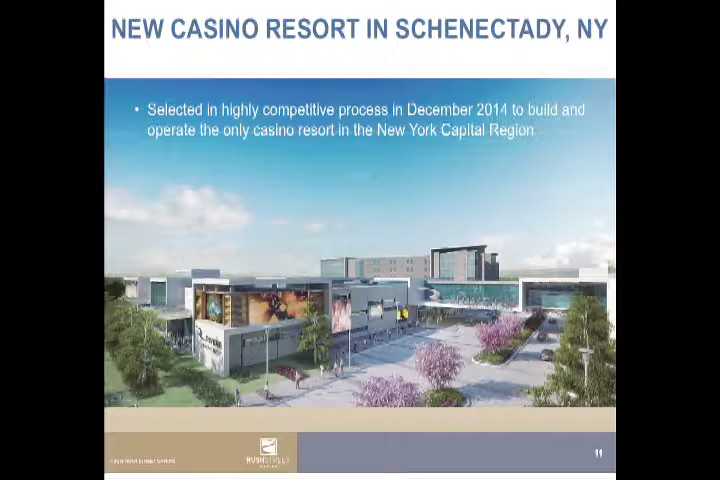 NEW CASINO RESORT IN SCHENECTADY, NY
• Selected in highly competitive process in December 2014 to build and
operate the only casino resort in the New York Capital Region
RUSH STREET
GAMING
11